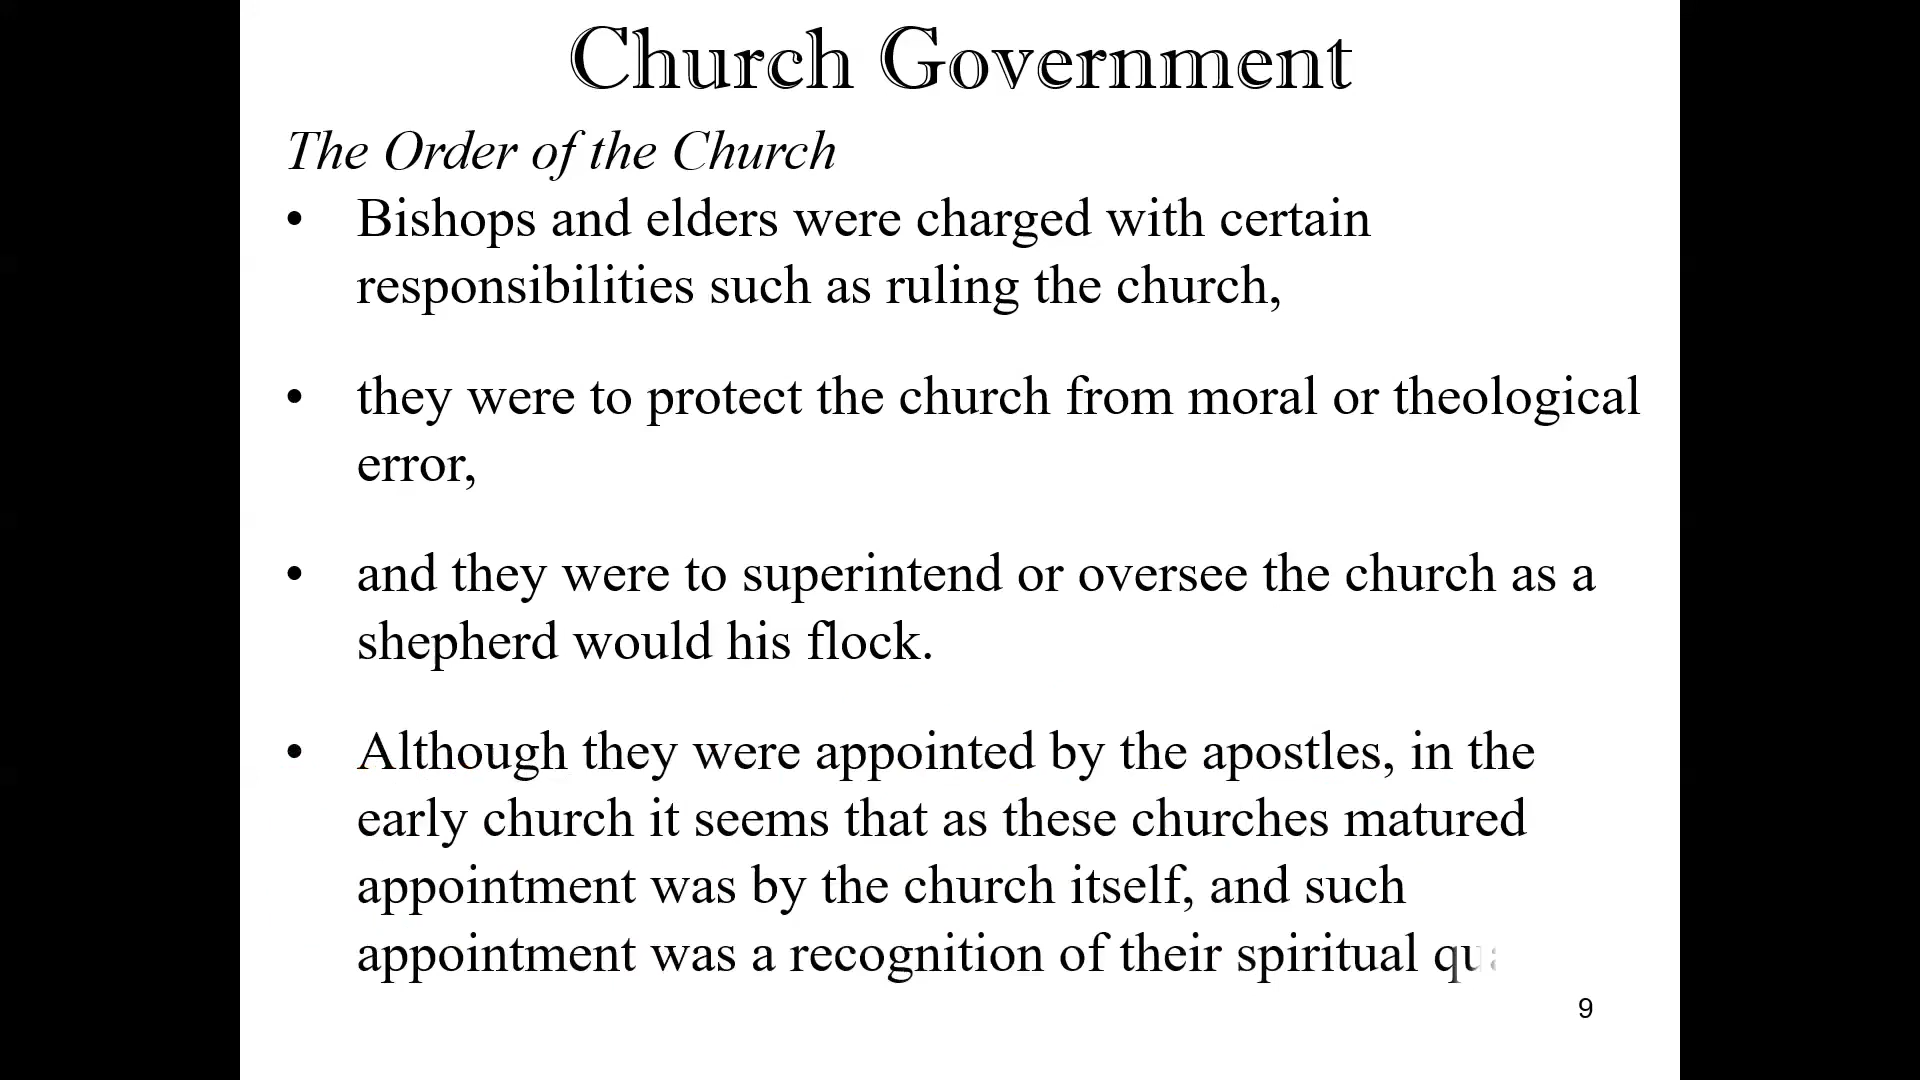 Church Government
The Order of the Church
• Bishops and elders were charged with certain
responsibilities such as ruling the church,
• they were to protect the church from moral or theological
error,
• and they were to superintend or oversee the church as a
shepherd would his flock.
• Although they were appointed by the apostles, in the
early church it seems that as these churches matured
appointment was by the church itself, and such
appointment was a recognition of their spiritual
9